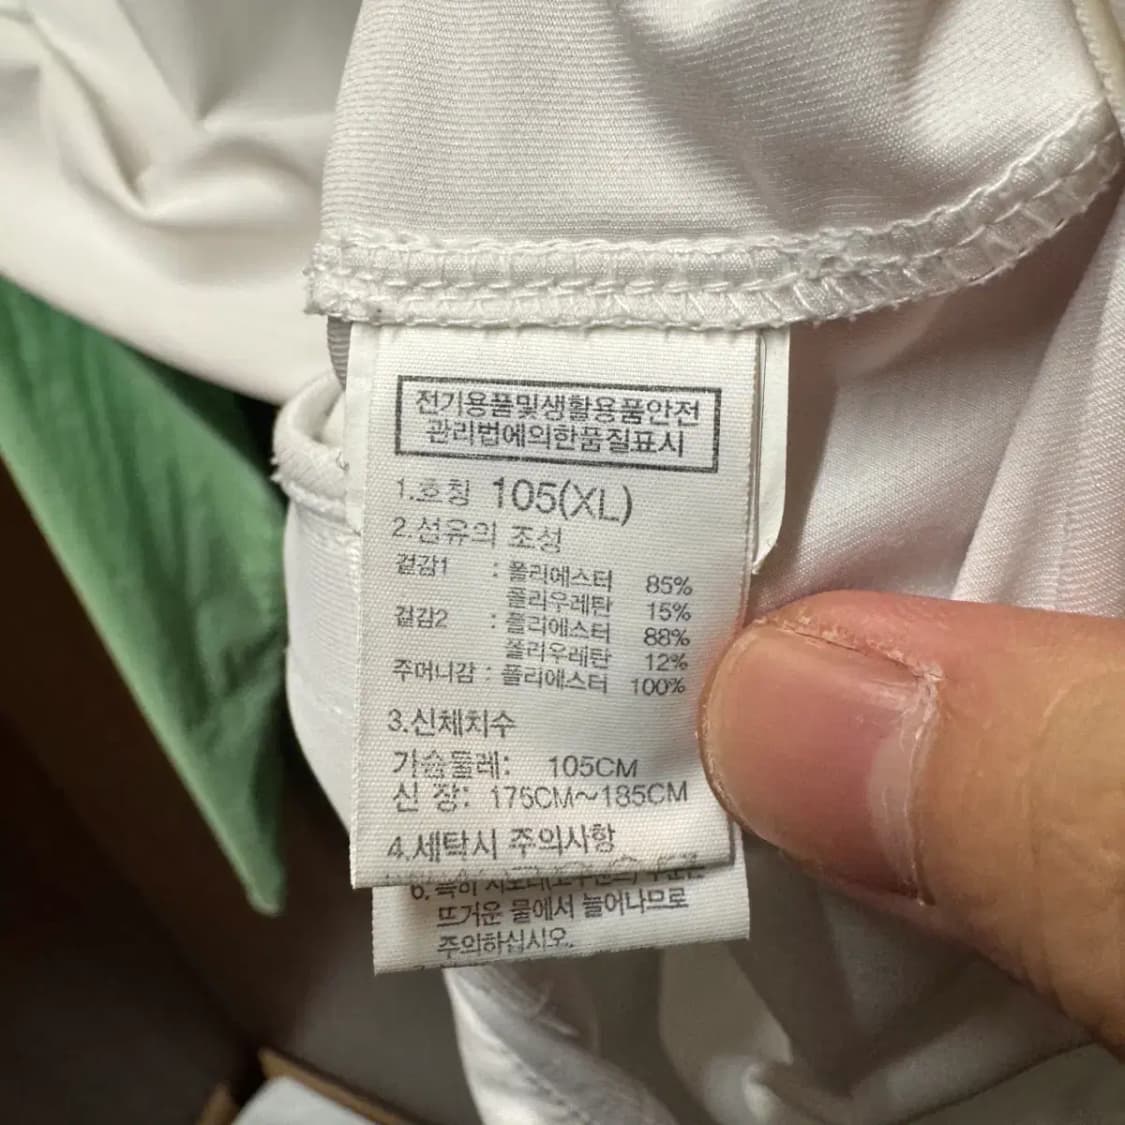 전기용품및생활용품안전
관리법에의한품질표시
1.호칭 105(XL)
2.섬유의 조성
겉감1 : 폴리에스터 85%
폴리우레탄 15%
겉감2 : 폴리에스터 88%
폴리우레탄 12%
주머니감 : 폴리에스터 100%
3.신체치수
가슴둘레: 105CM
신 장: 175CM~185CM
4.세탁시 주의사항
6. 특히
뜨거운 물에서 늘어나므로
주의하십시오.